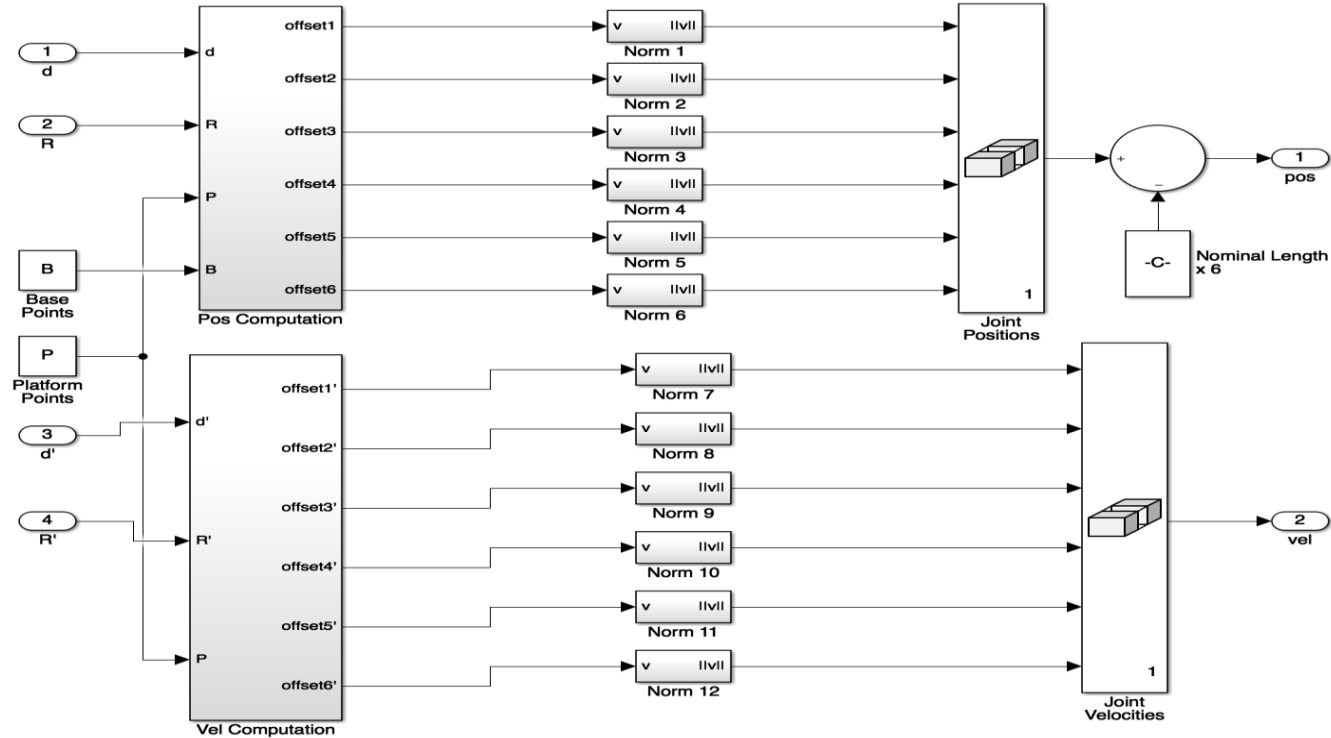 1
d
2
R
B
Base
Points
P
Platform
Points
3
d'
4
R'
d
R
P
B
offset1
offset2
offset3
offset4
offset5
offset6
Pos Computation
d'
R'
P
offset1'
offset2'
offset3'
offset4'
offset5'
offset6'
Vel Computation
v ||v||
Norm 1
v ||v||
Norm 2
v ||v||
Norm 3
v ||v||
Norm 4
v ||v||
Norm 5
v ||v||
Norm 6
v ||v||
Norm 7
v ||v||
Norm 8
v ||v||
Norm 9
v ||v||
Norm 10
v ||v||
Norm 11
v ||v||
Norm 12
1
Joint
Positions
+
−
-C-
Nominal Length
x 6
1
pos
1
Joint
Velocities
2
vel